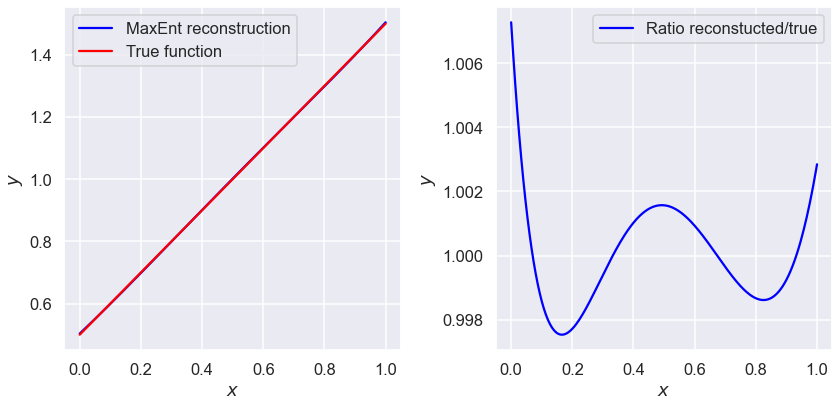 MaxEnt reconstruction
True function
1.4
1.2
1.0
0.8
0.6
y
0.0 0.2 0.4 0.6 0.8 1.0
x
Ratio reconstucted/true
1.006
1.004
1.002
1.000
0.998
y
0.0 0.2 0.4 0.6 0.8 1.0
x